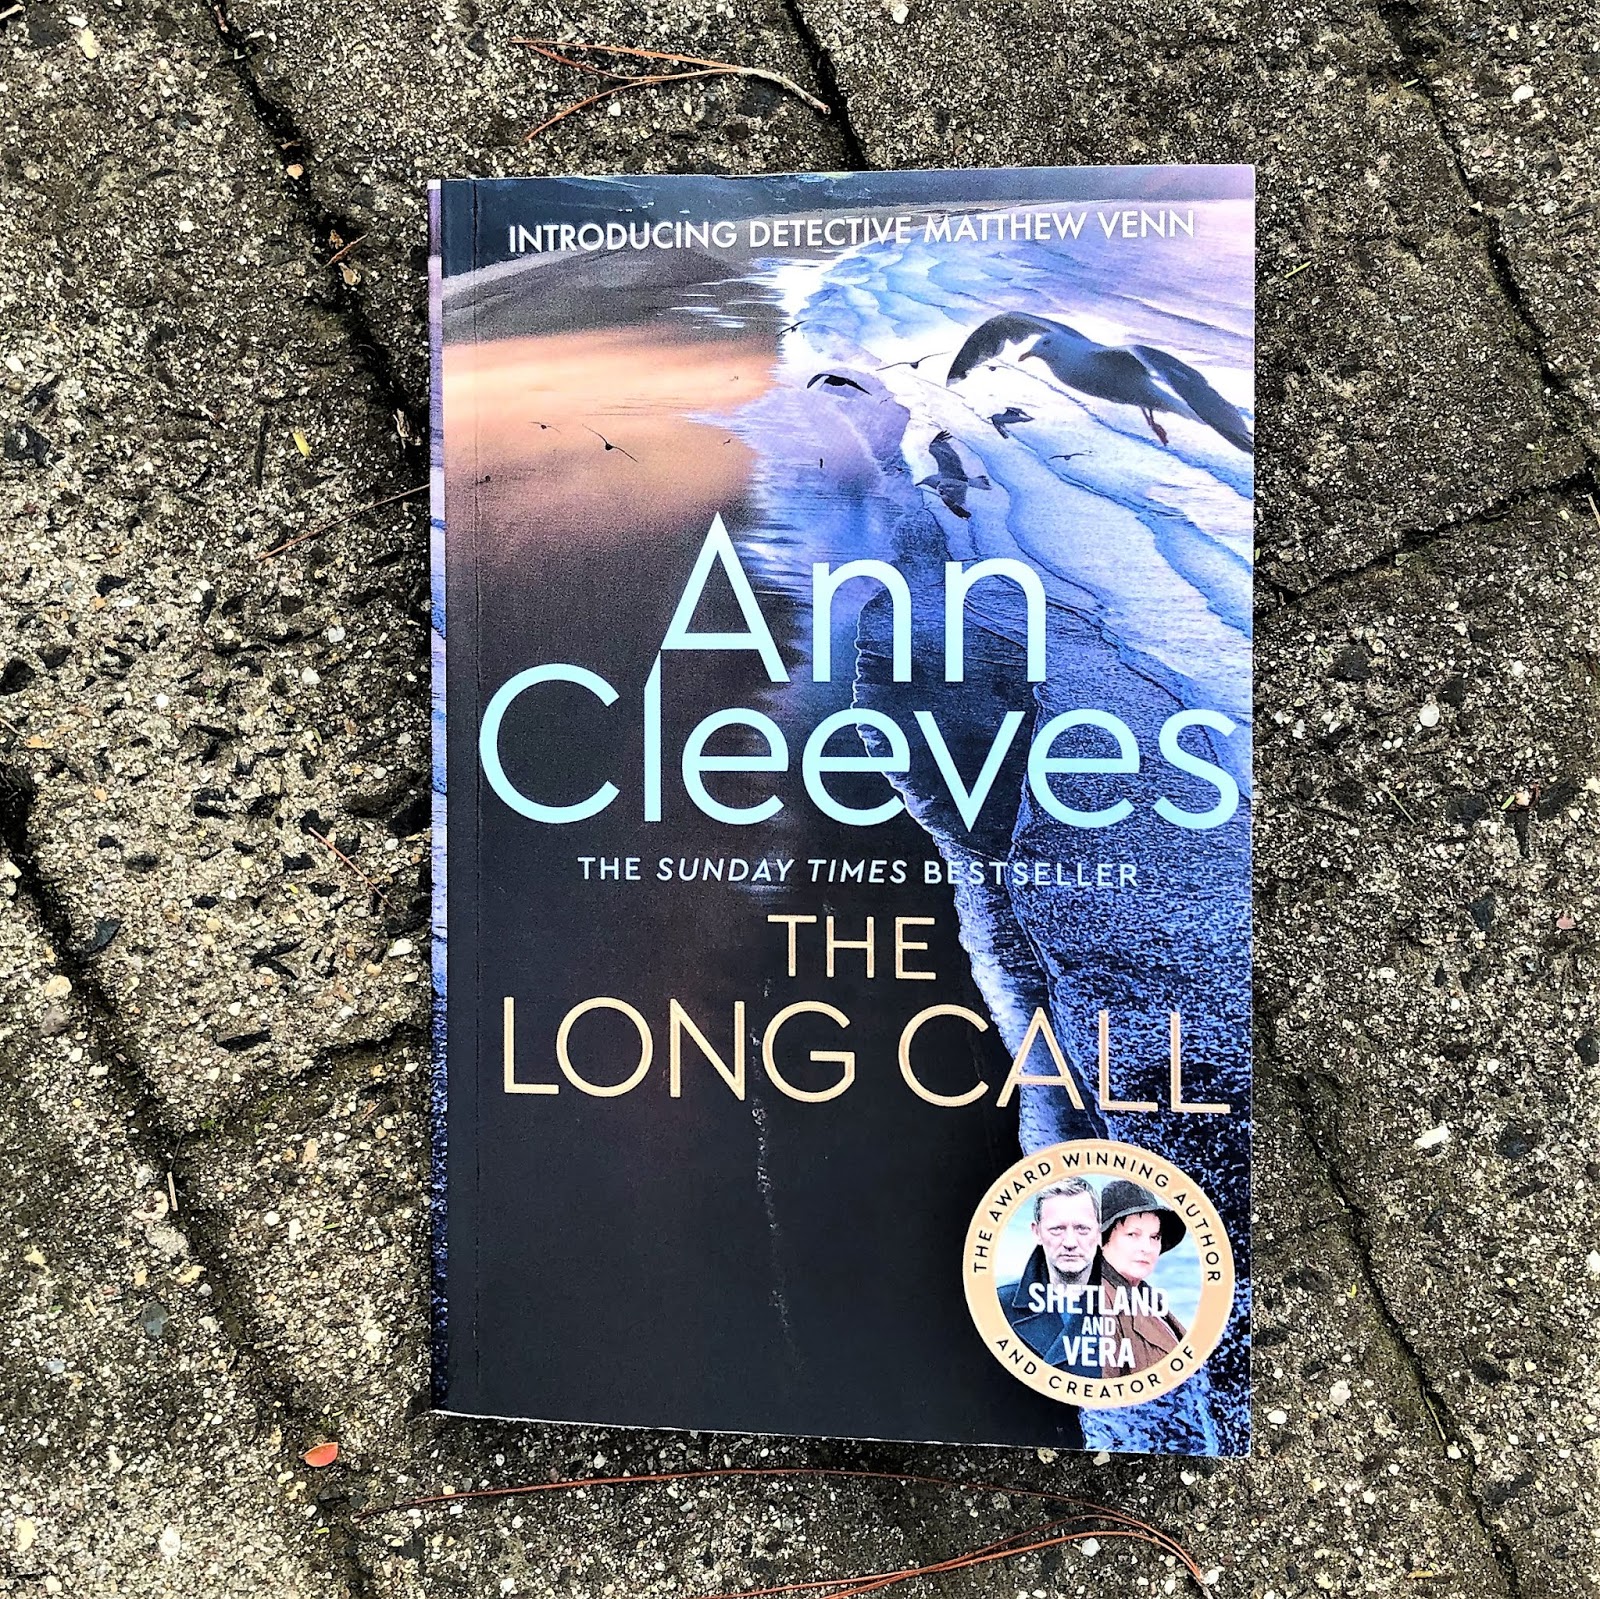 INTRODUCING DETECTIVE MATTHEW VENN
Ann
Cleeves
THE SUNDAY TIMES BESTSELLER
THE
LONG CALL
THE AWARD WINNING AUTHOR
SHETLAND
AND
VERA
AND CREATOR OF